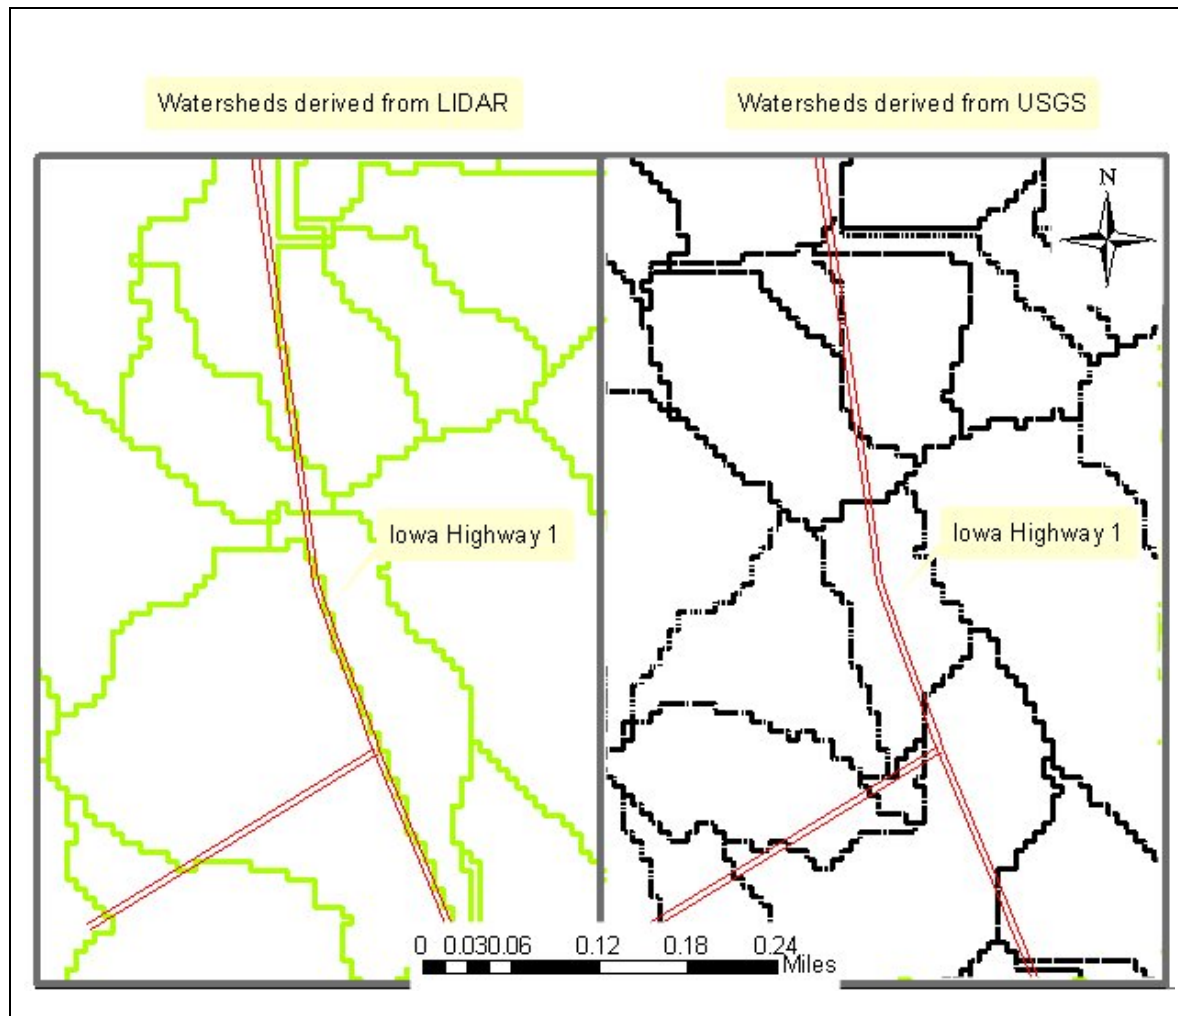 Watersheds derived from LIDAR
Watersheds derived from USGS
N
Iowa Highway 1
Iowa Highway 1
0 0.030.06 0.12 0.18 0.24
Miles